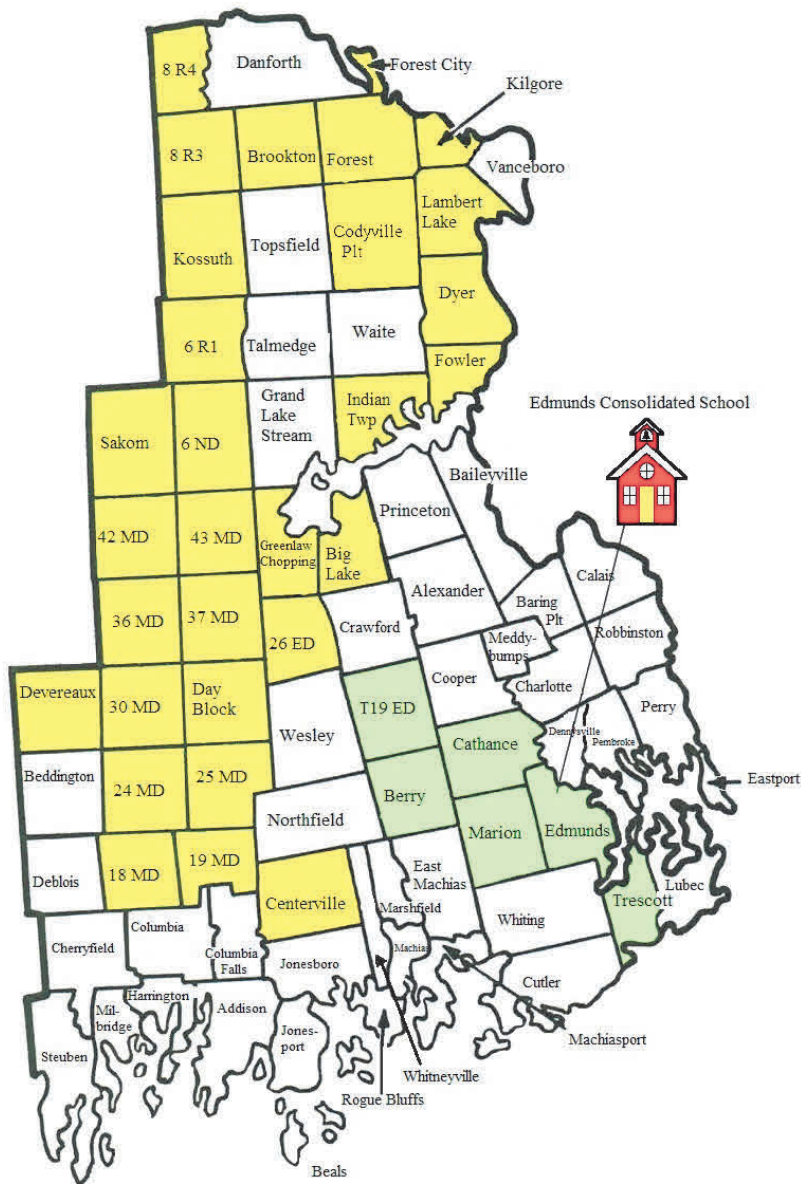 8 R4
Danforth
Forest City
Kilgore
8 R3
Brookton
Forest
Vanceboro
Lambert
Lake
Kossuth
Topsfield
Codyville
Plt
Dyer
6 R1
Talmedge
Waite
Fowler
Grand
Lake
Stream
Indian
Twp
Edmunds Consolidated School
Sakom
6 ND
Baileyville
Princeton
42 MD
43 MD
Greenlaw
Chopping
Big
Lake
Alexander
Calais
Baring
Plt
36 MD
37 MD
26 ED
Crawford
Meddy-
bumps
Robbinston
Cooper
Charlotte
Devereaux
30 MD
Day
Block
Wesley
T19 ED
Perry
Cathance
Dennysville
Pembroke
Beddington
24 MD
25 MD
Berry
Eastport
Northfield
Marion
Edmunds
Deblois
18 MD
19 MD
Centerville
East
Machias
Marshfield
Whiting
Trescott
Lubec
Cherryfield
Columbia
Columbia
Falls
Jonesboro
Machias
Cutler
Steuben
Mil-
bridge
Harrington
Addison
Jones-
port
Machiasport
Whitneyville
Rogue Bluffs
Beals